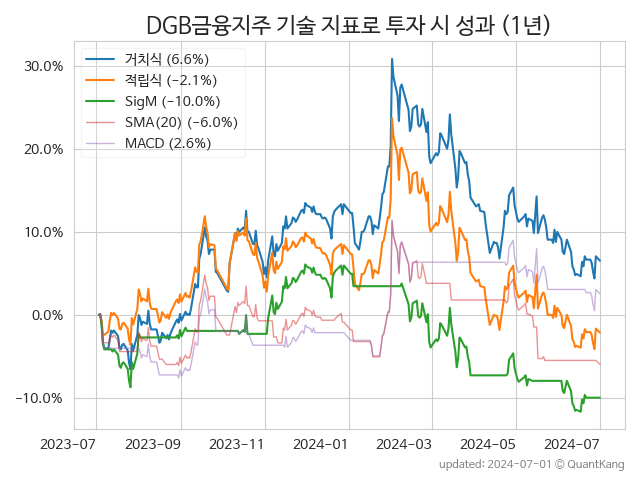 DGB금융지주 기술 지표로 투자 시 성과 (1년)
거치식 (6.6%)
적립식 (−2.1%)
SigM (−10.0%)
SMA(20) (−6.0%)
MACD (2.6%)
30.0%
20.0%
10.0%
0.0%
−10.0%
2023-07 2023-09 2023-11 2024-01 2024-03 2024-05 2024-07
updated: 2024-07-01 © QuantKang